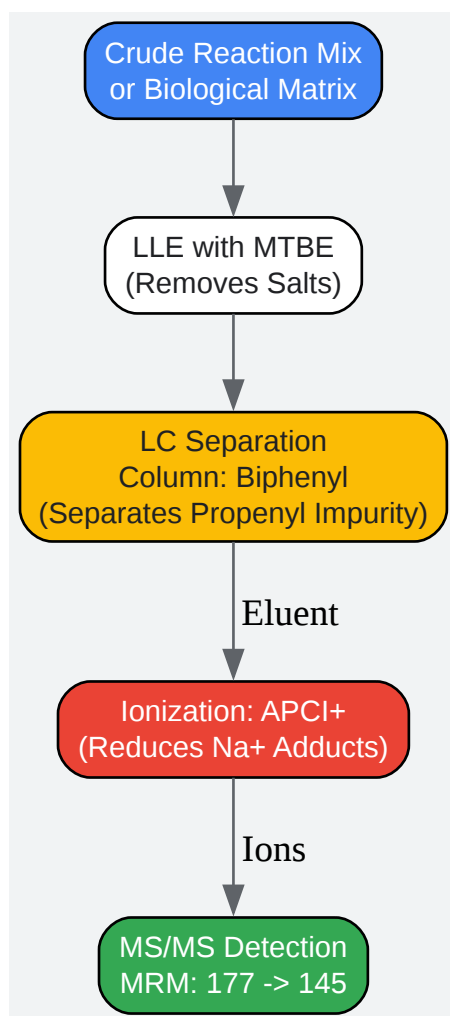 Crude Reaction Mix
or Biological Matrix
LLE with MTBE
(Removes Salts)
LC Separation
Column: Biphenyl
(Separates Propenyl Impurity)
Eluent
Ionization: APCI+
(Reduces Na+ Adducts)
Ions
MS/MS Detection
MRM: 177 -> 145